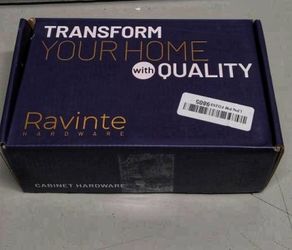 TRANSFORM
YOUR HOME
with QUALITY
Ravinte
HARDWARE
CABINET HARDWARE